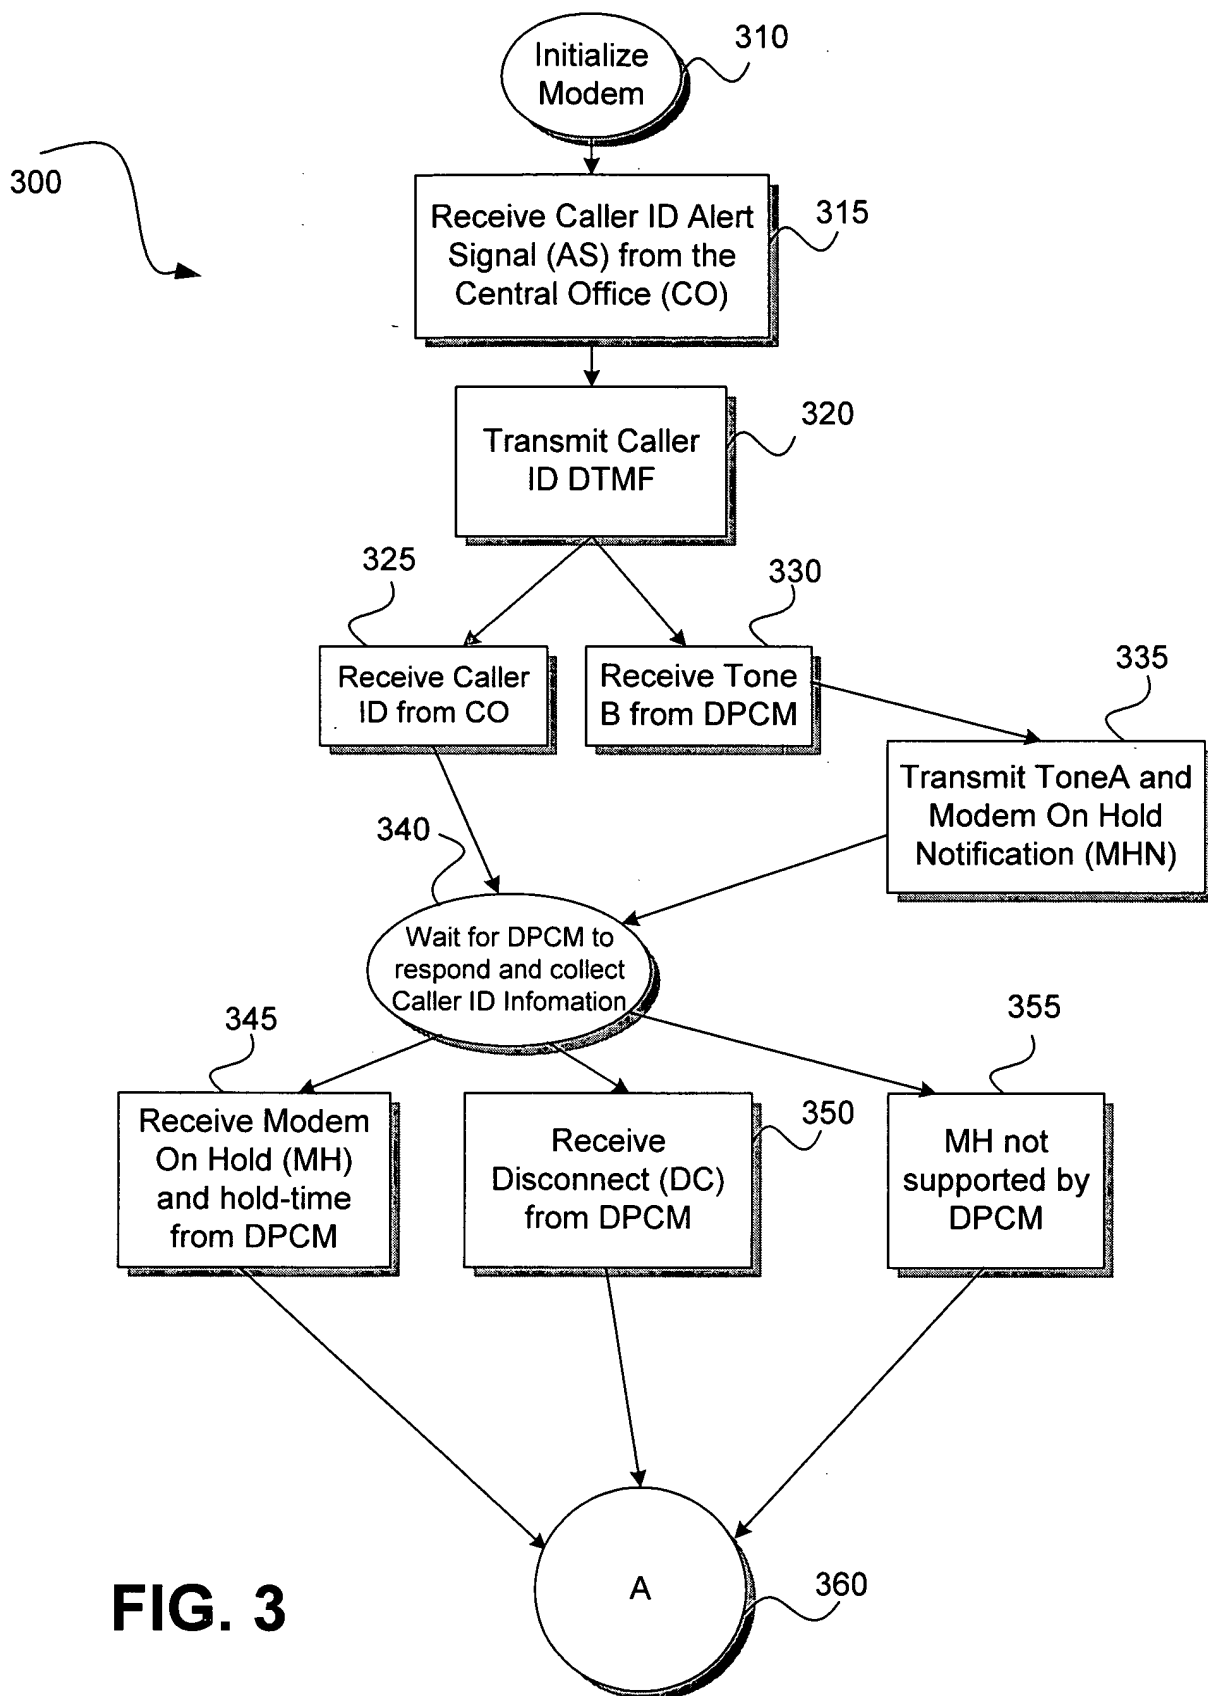 310
Initialize
Modem
300
315
Receive Caller ID Alert
Signal (AS) from the
Central Office (CO)
320
Transmit Caller
ID DTMF
325
330
335
Receive Caller
ID from CO
Receive Tone
B from DPCM
Transmit ToneA and
Modem On Hold
Notification (MHN)
340
Wait for DPCM to
respond and collect
Caller ID Infomation
345
355
350
Receive Modem
On Hold (MH)
and hold-time
from DPCM
Receive
Disconnect (DC)
from DPCM
MH not
supported by
DPCM
A
360
FIG. 3